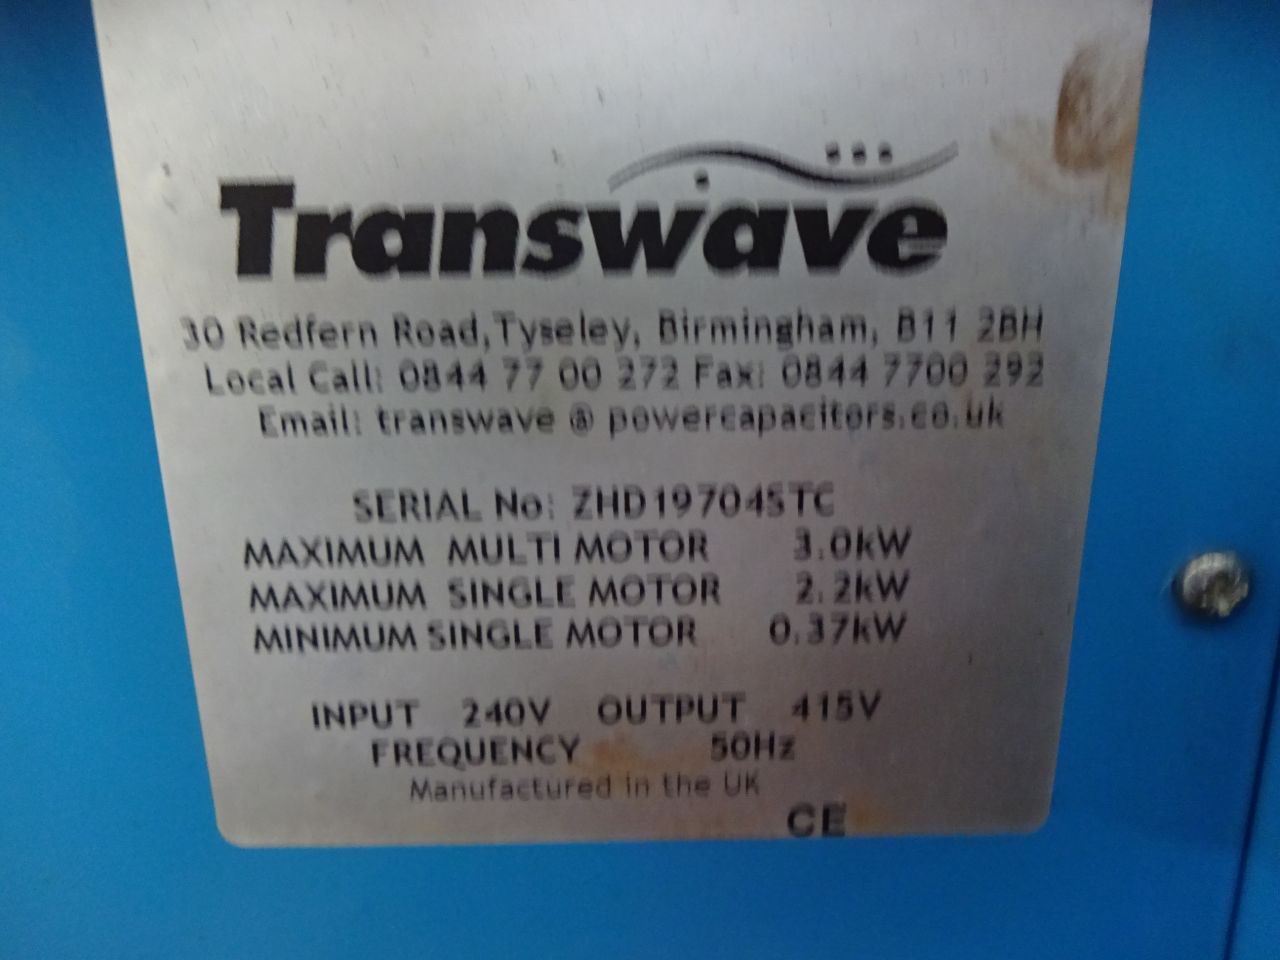 Transwave
30 Redfern Road, Tyseley, Birmingham, B11 2BH
Local Call: 0844 77 00 272 Fax: 0844 7700 292
Email: transwave @ powercapacitors.co.uk
SERIAL No: ZHD19704STC
MAXIMUM MULTI MOTOR 3.0kW
MAXIMUM SINGLE MOTOR 2.2kW
MINIMUM SINGLE MOTOR 0.37kW
INPUT 240V OUTPUT 415V
FREQUENCY 50Hz
Manufactured in the UK
CE